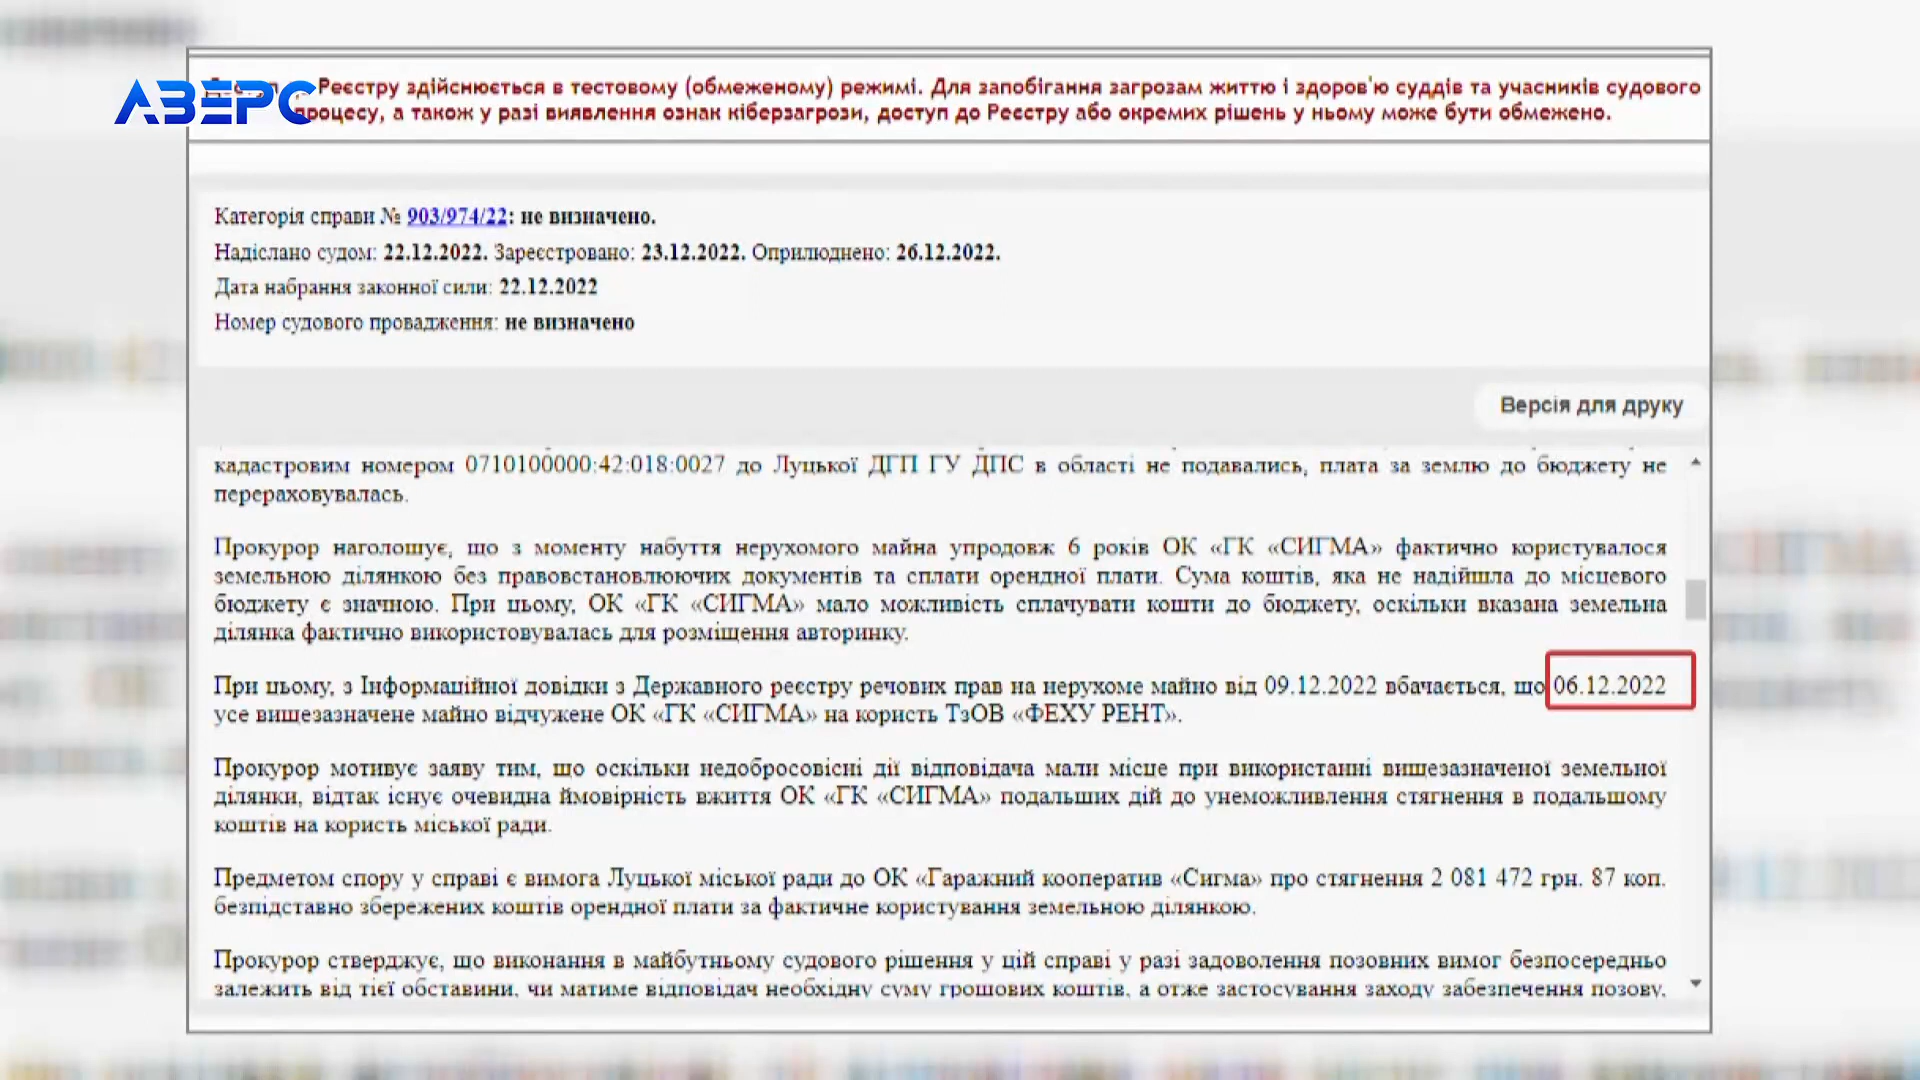 АВЕРС
Реєстру здійснюється в тестовому (обмеженому) режимі. Для запобігання загрозам життю і здоров'ю суддів та учасників судового
процесу, а також у разі виявлення ознак кіберзагрози, доступ до Реєстру або окремих рішень у ньому може бути обмежено.
Категорія справи № 903/974/22: не визначено.
Надіслано судом: 22.12.2022. Зареєстровано: 23.12.2022. Оприлюднено: 26.12.2022.
Дата набрання законної сили: 22.12.2022
Номер судового провадження: не визначено
Версія для друку
кадастровим номером 0710100000:42:018:0027 до Луцької ДГП ГУ ДПС в області не подавались, плата за землю до бюджету не
перераховувалась.
Прокурор наголошує, що з моменту набуття нерухомого майна упродовж 6 років ОК «ГК «СИГМА» фактично користувалося
земельною ділянкою без правовстановлюючих документів та сплати орендної плати. Сума коштів, яка не надійшла до місцевого
бюджету є значною. При цьому, ОК «ГК «СИГМА» мало можливість сплачувати кошти до бюджету, оскільки вказана земельна
ділянка фактично використовувалась для розміщення авторинку.
При цьому, з Інформаційної довідки з Державного реєстру речових прав на нерухоме майно від 09.12.2022 вбачається, що 06.12.2022
усе вищезазначене майно відчужене ОК «ГК «СИГМА» на користь ТзОВ «ФЕХУ РЕНТ».
Прокурор мотивує заяву тим, що оскільки недобросовісні дії відповідача мали місце при використанні вищезазначеної земельної
ділянки, відтак існує очевидна ймовірність вжиття ОК «ГК «СИГМА» подальших дій до унеможливлення стягнення в подальшому
коштів на користь міської ради.
Предметом спору у справі є вимога Луцької міської ради до ОК «Гаражний кооператив «Сигма» про стягнення 2 081 472 грн. 87 коп.
безпідставно збережених коштів орендної плати за фактичне користування земельною ділянкою.
Прокурор стверджує, що виконання в майбутньому судового рішення у цій справі у разі задоволення позовних вимог безпосередньо
залежить від тієї обставини, чи матиме відповідач необхідну суму грошових коштів, а отже застосування заходу забезпечення позову,